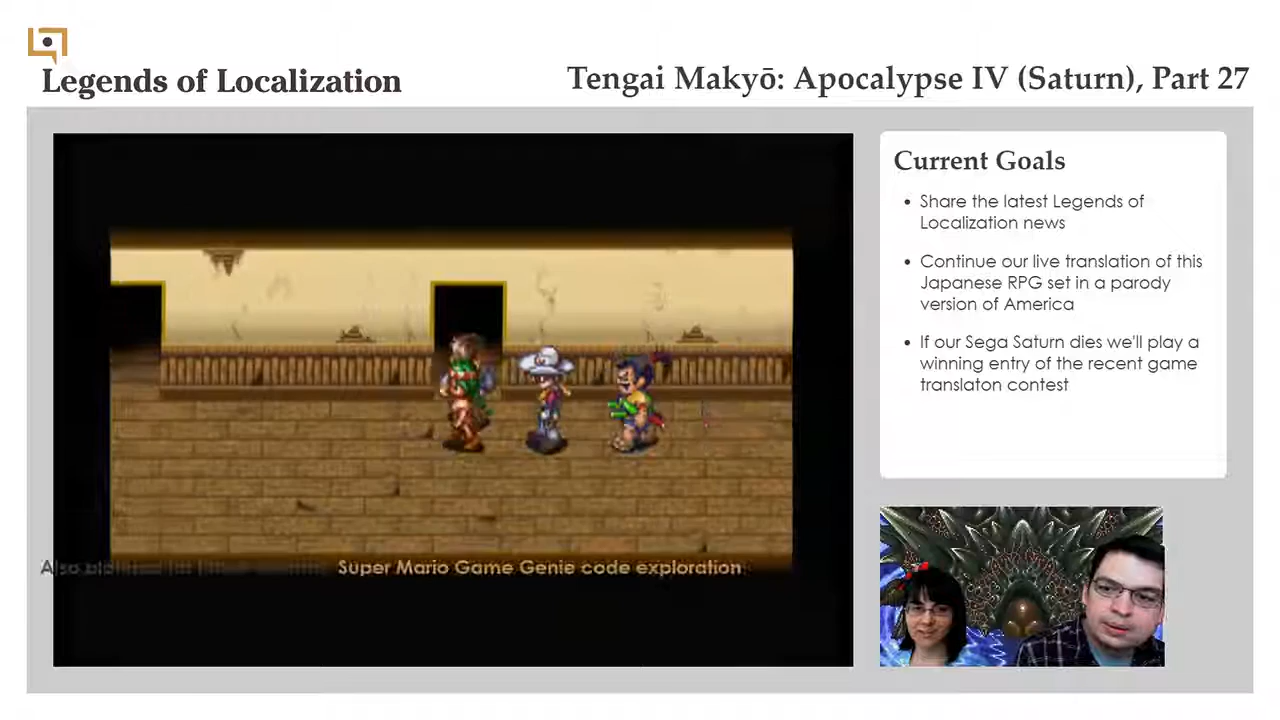 Legends of Localization
Tengai Makyō: Apocalypse IV (Saturn), Part 27
Current Goals
• Share the latest Legends of
Localization news
• Continue our live translation of this
Japanese RPG set in a parody
version of America
• If our Sega Saturn dies we'll play a
winning entry of the recent game
translaton contest
Also Super Mario Game Genie code exploration